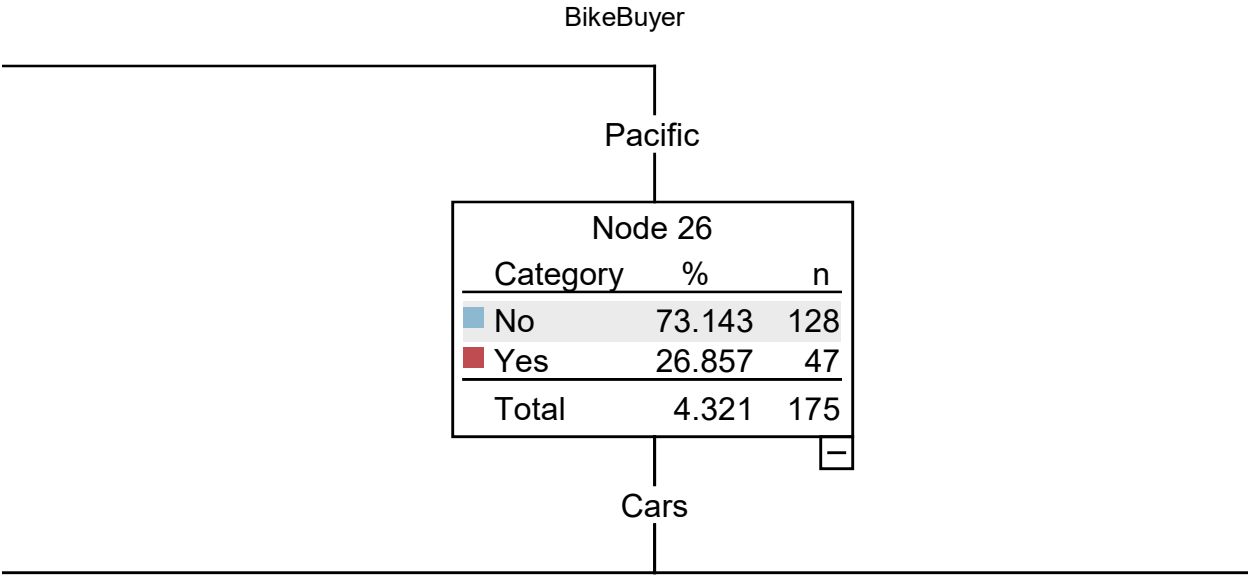 BikeBuyer
Pacific
Node 26
Category % n
No 73.143 128
Yes 26.857 47
Total 4.321 175
Cars